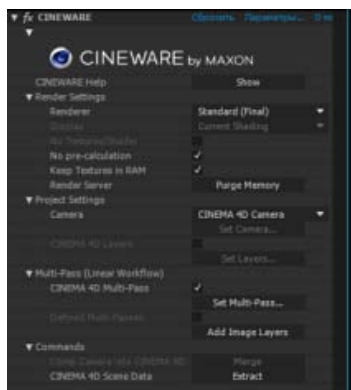 fx CINEWARE Сбросить Параметры...
CINEWARE by MAXON
CINEWARE Help Show
Render Settings
Renderer Standard (Final)
Display Current Shading
No Textures/Shader
No pre-calculation
Keep Textures in RAM
Render Server Purge Memory
Project Settings
Camera CINEMA 4D Camera
Set Camera...
CINEMA 4D Layers
Set Layers...
Multi-Pass (Linear Workflow)
CINEMA 4D Multi-Pass
Set Multi-Pass...
Defined Multi-Passes
Add Image Layers
Commands
Comp Camera into CINEMA 4D Merge
CINEMA 4D Scene Data Extract